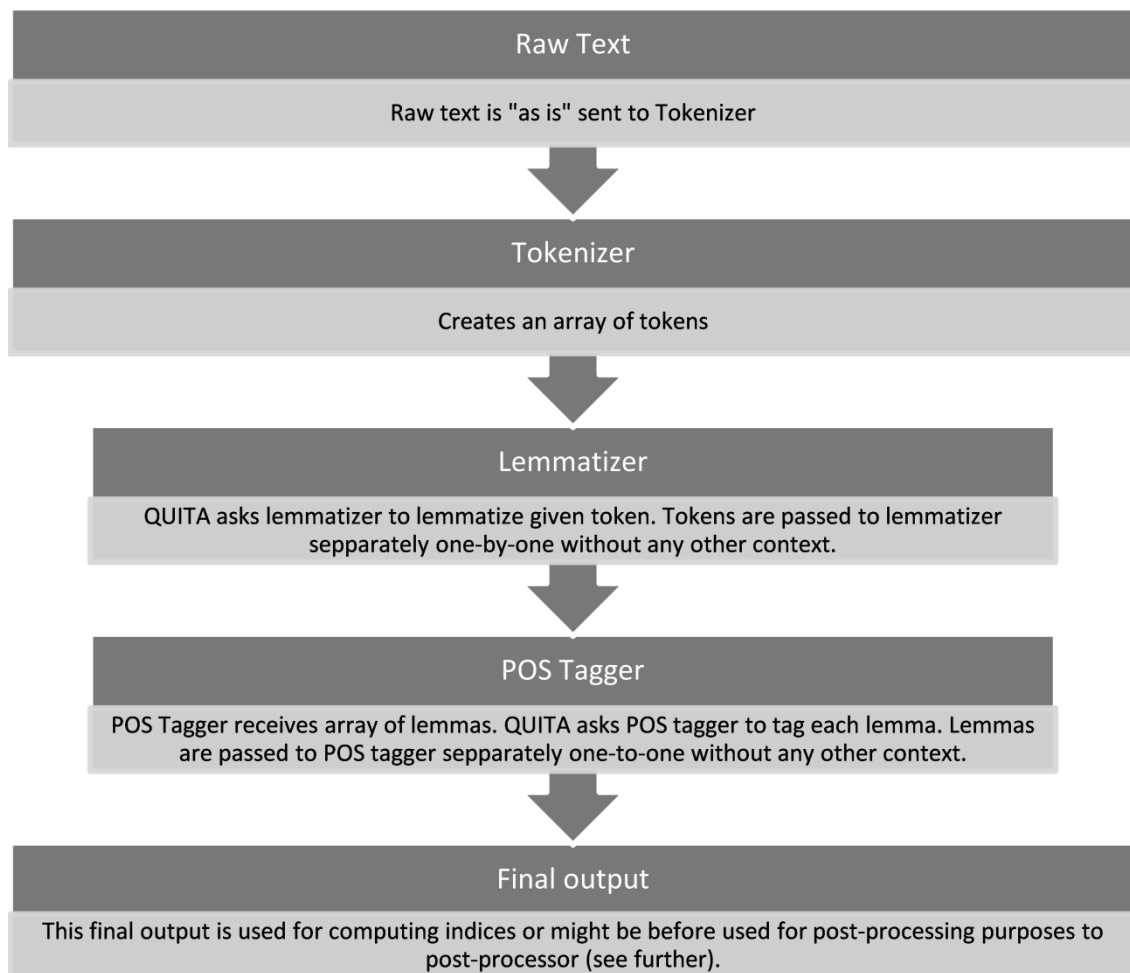 Raw Text
Raw text is "as is" sent to Tokenizer
Tokenizer
Creates an array of tokens
Lemmatizer
QUITA asks lemmatizer to lemmatize given token. Tokens are passed to lemmatizer
sepparately one-by-one without any other context.
POS Tagger
POS Tagger receives array of lemmas. QUITA asks POS tagger to tag each lemma. Lemmas
are passed to POS tagger sepparately one-to-one without any other context.
Final output
This final output is used for computing indices or might be before used for post-processing purposes to
post-processor (see further).